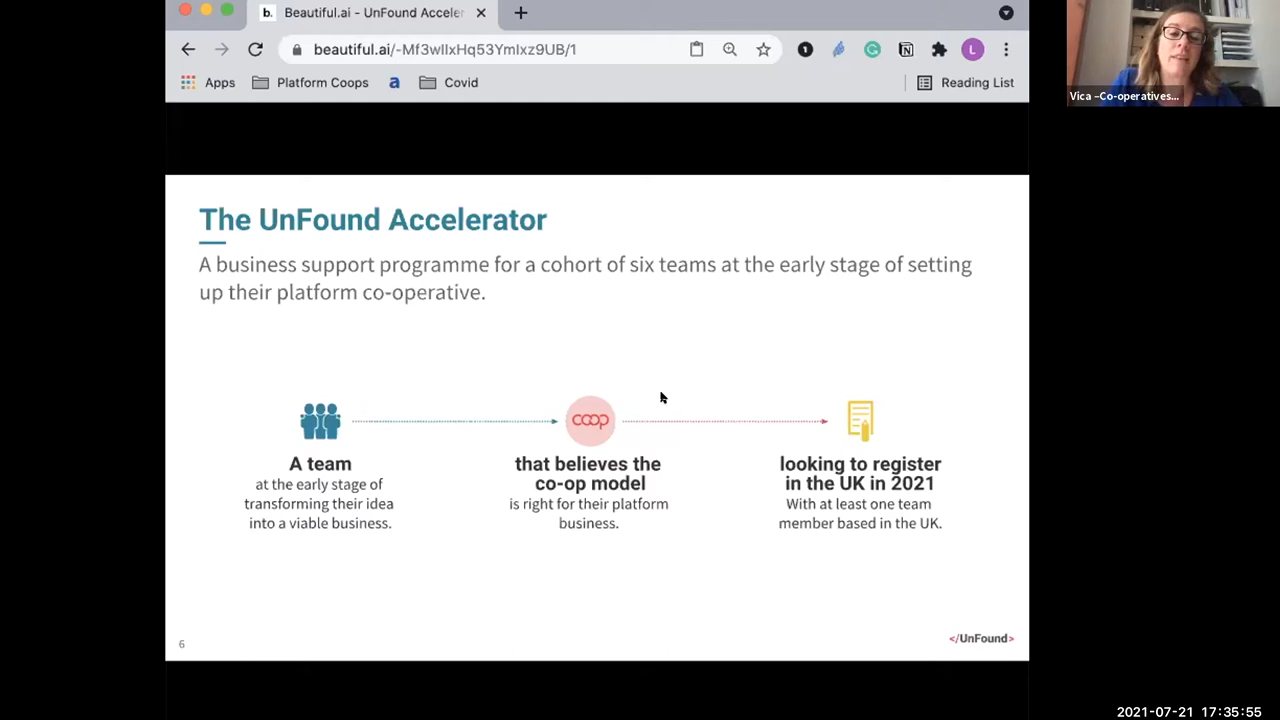 b. Beautiful.ai - UnFound Acceler
beautiful.ai/-Mf3wIlxHq53Ymlxz9UB/1
L
Apps
Platform Coops
a
Covid
Reading List
Vica –Co-operatives...
The UnFound Accelerator
A business support programme for a cohort of six teams at the early stage of setting
up their platform co-operative.
coop
A team
at the early stage of
transforming their idea
into a viable business.
that believes the
co-op model
is right for their platform
business.
looking to register
in the UK in 2021
With at least one team
member based in the UK.
6
</UnFound>
2021-07-21 17:35:55